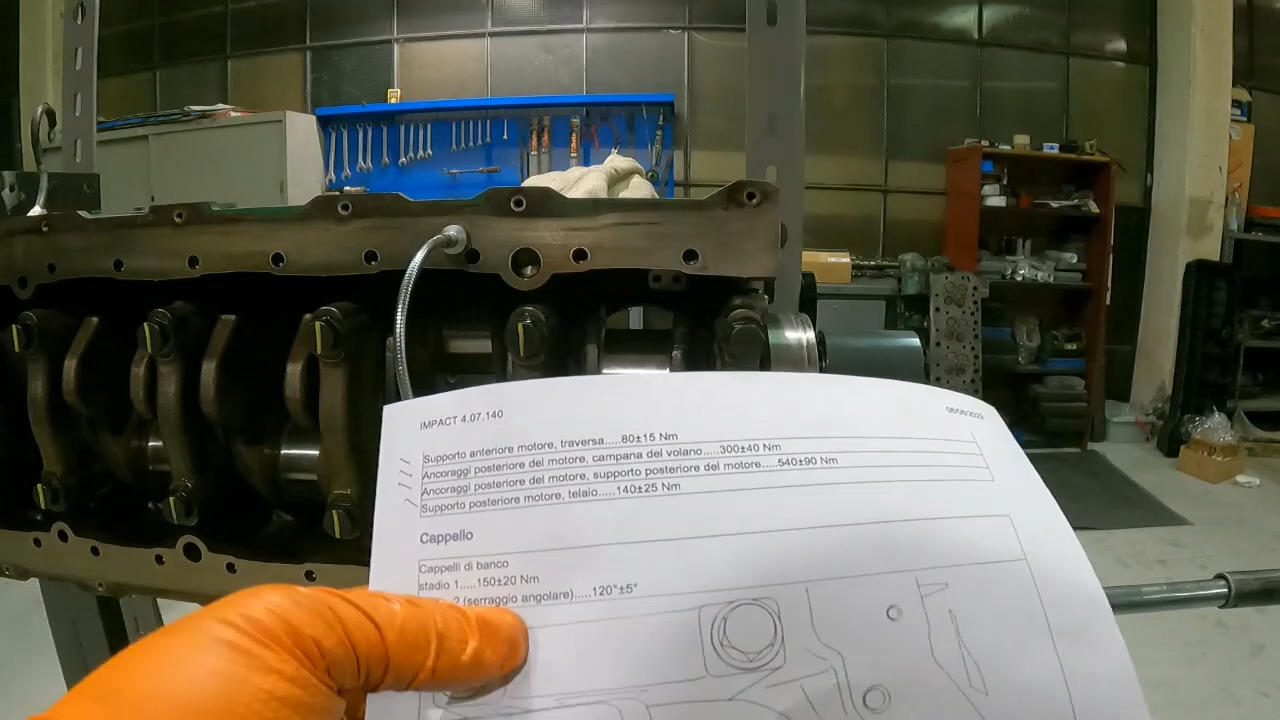 IMPACT 4.07.140
Supporto anteriore motore, traversa.....80±15 Nm
Ancoraggi posteriore del motore, campana del volano.....300±40 Nm
Ancoraggi posteriore del motore, supporto posteriore del motore.....540±90 Nm
Supporto posteriore motore, telaio.....140±25 Nm
Cappello
Cappelli di banco
stadio 1.....150±20 Nm
2 (serraggio angolare).....120°±5°